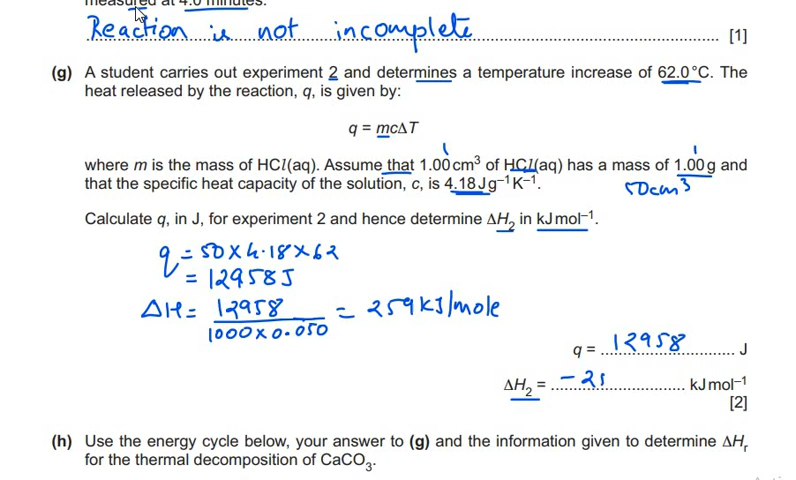 measured at 4.0 minutes.
Reaction is not incomplete [1]
(g) A student carries out experiment 2 and determines a temperature increase of 62.0°C. The
heat released by the reaction, q, is given by:
q = mcΔT
where m is the mass of HCl(aq). Assume that 1.00 cm³ of HCl(aq) has a mass of 1.00 g and
that the specific heat capacity of the solution, c, is 4.18 J g⁻¹ K⁻¹.
50cm³
Calculate q, in J, for experiment 2 and hence determine ΔH₂ in kJ mol⁻¹.
q = 50 × 4.18 × 62
= 12958 J
ΔH = 12958 / 1000 × 0.050 = 259 KJ/mole
q = 12958 J
ΔH₂ = −25 kJ mol⁻¹
[2]
(h) Use the energy cycle below, your answer to (g) and the information given to determine ΔHᵣ
for the thermal decomposition of CaCO₃.